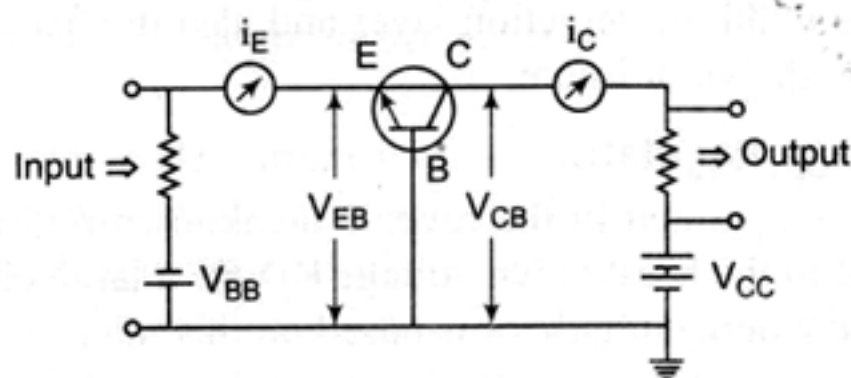 iE
iC
E
C
Input ⇒
B
⇒ Output
VEB
VCB
VBB
VCC